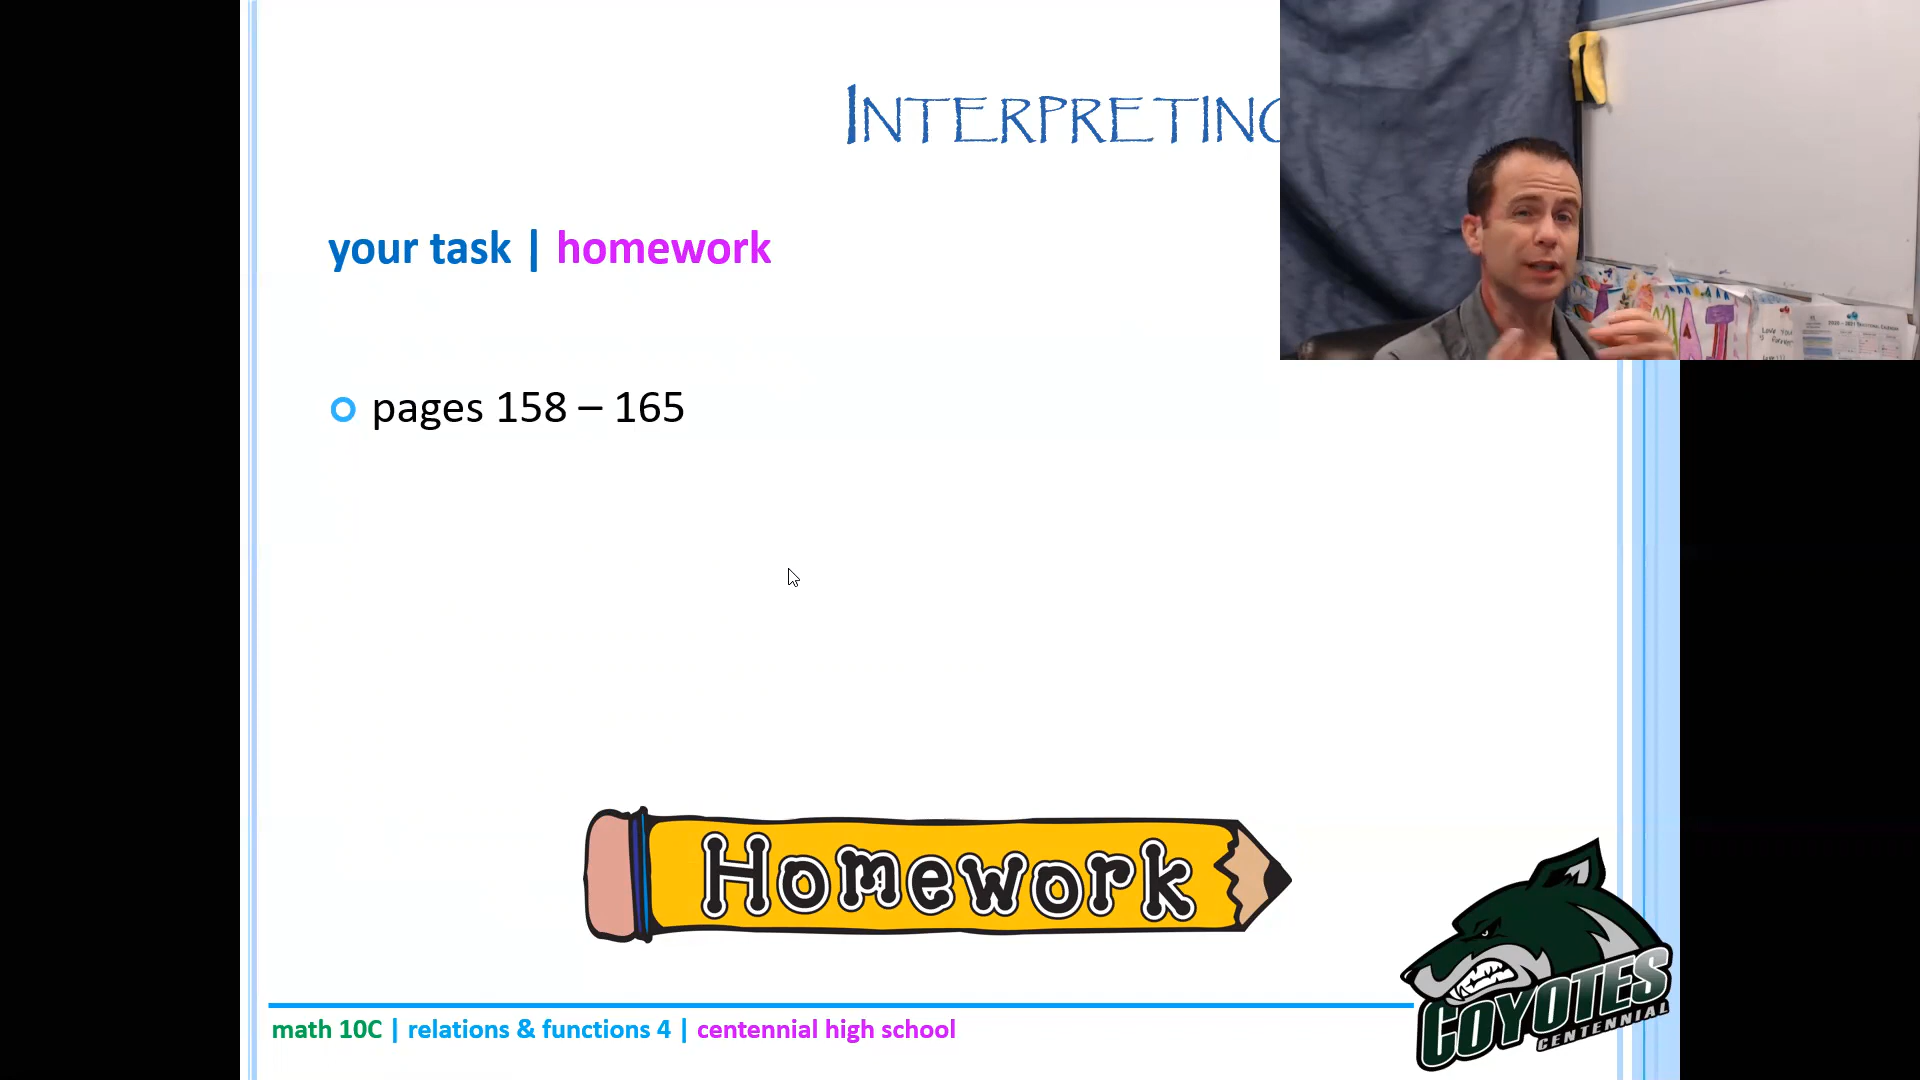 INTERPRETING
your task | homework
pages 158 – 165
Homework
math 10C | relations & functions 4 | centennial high school
COYOTES
CENTENNIAL